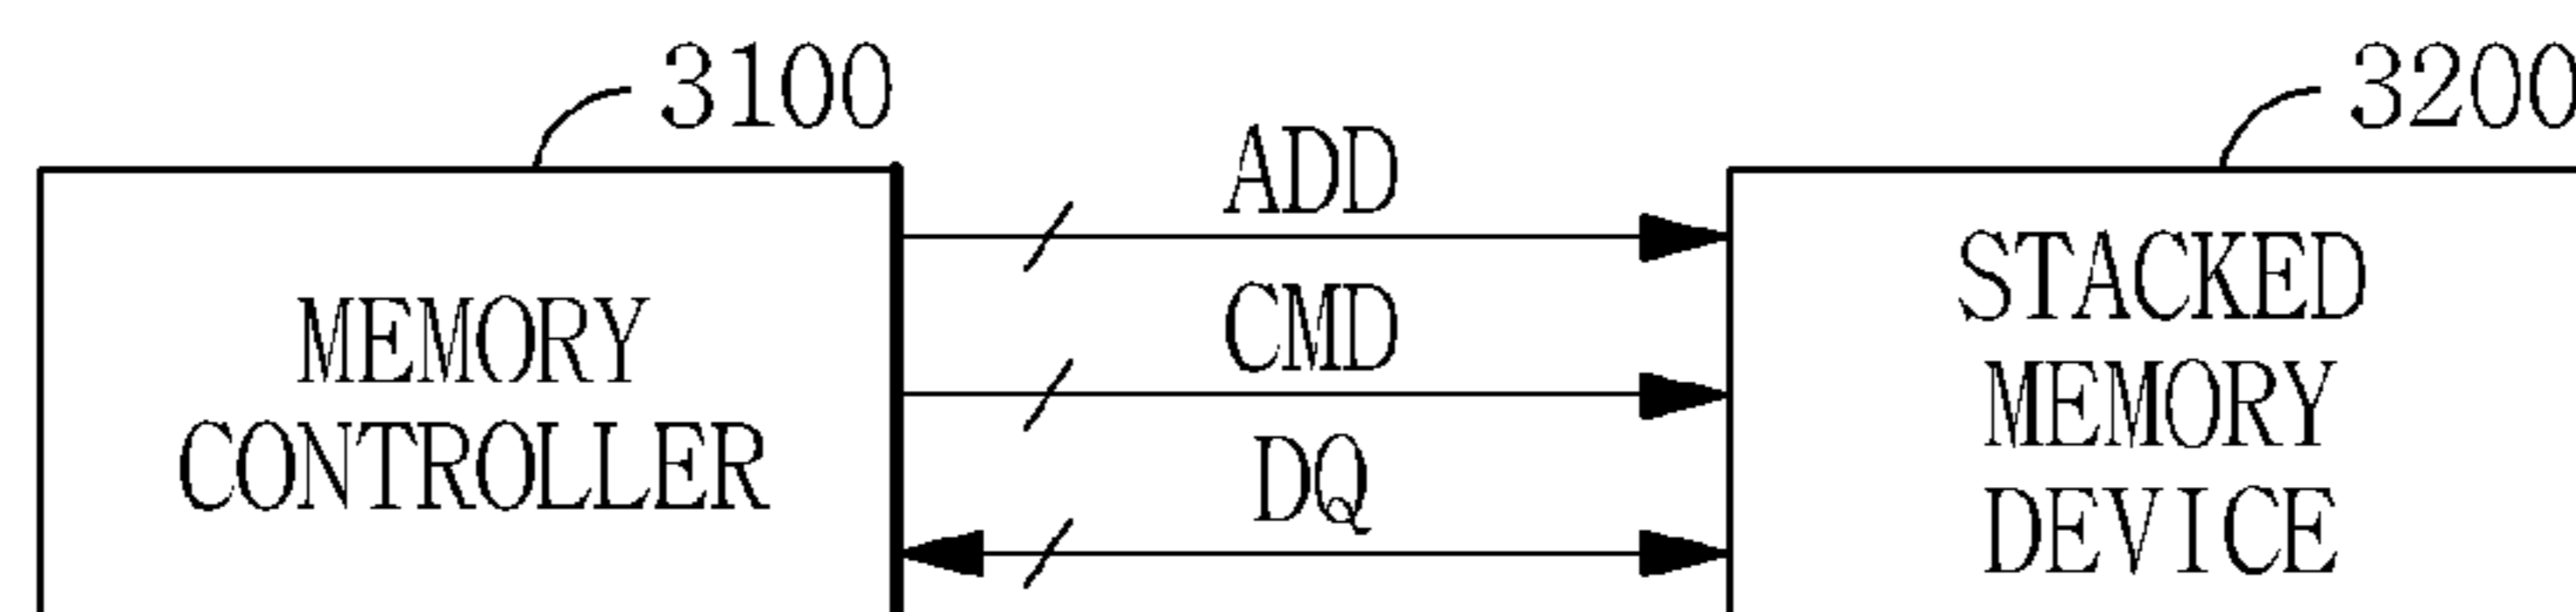 3100
3200
ADD
CMD
DQ
MEMORY
CONTROLLER
STACKED
MEMORY
DEVICE